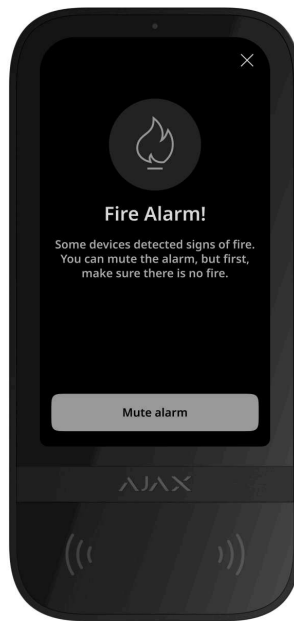 Fire Alarm!
Some devices detected signs of fire.
You can mute the alarm, but first,
make sure there is no fire.
Mute alarm
AJAX